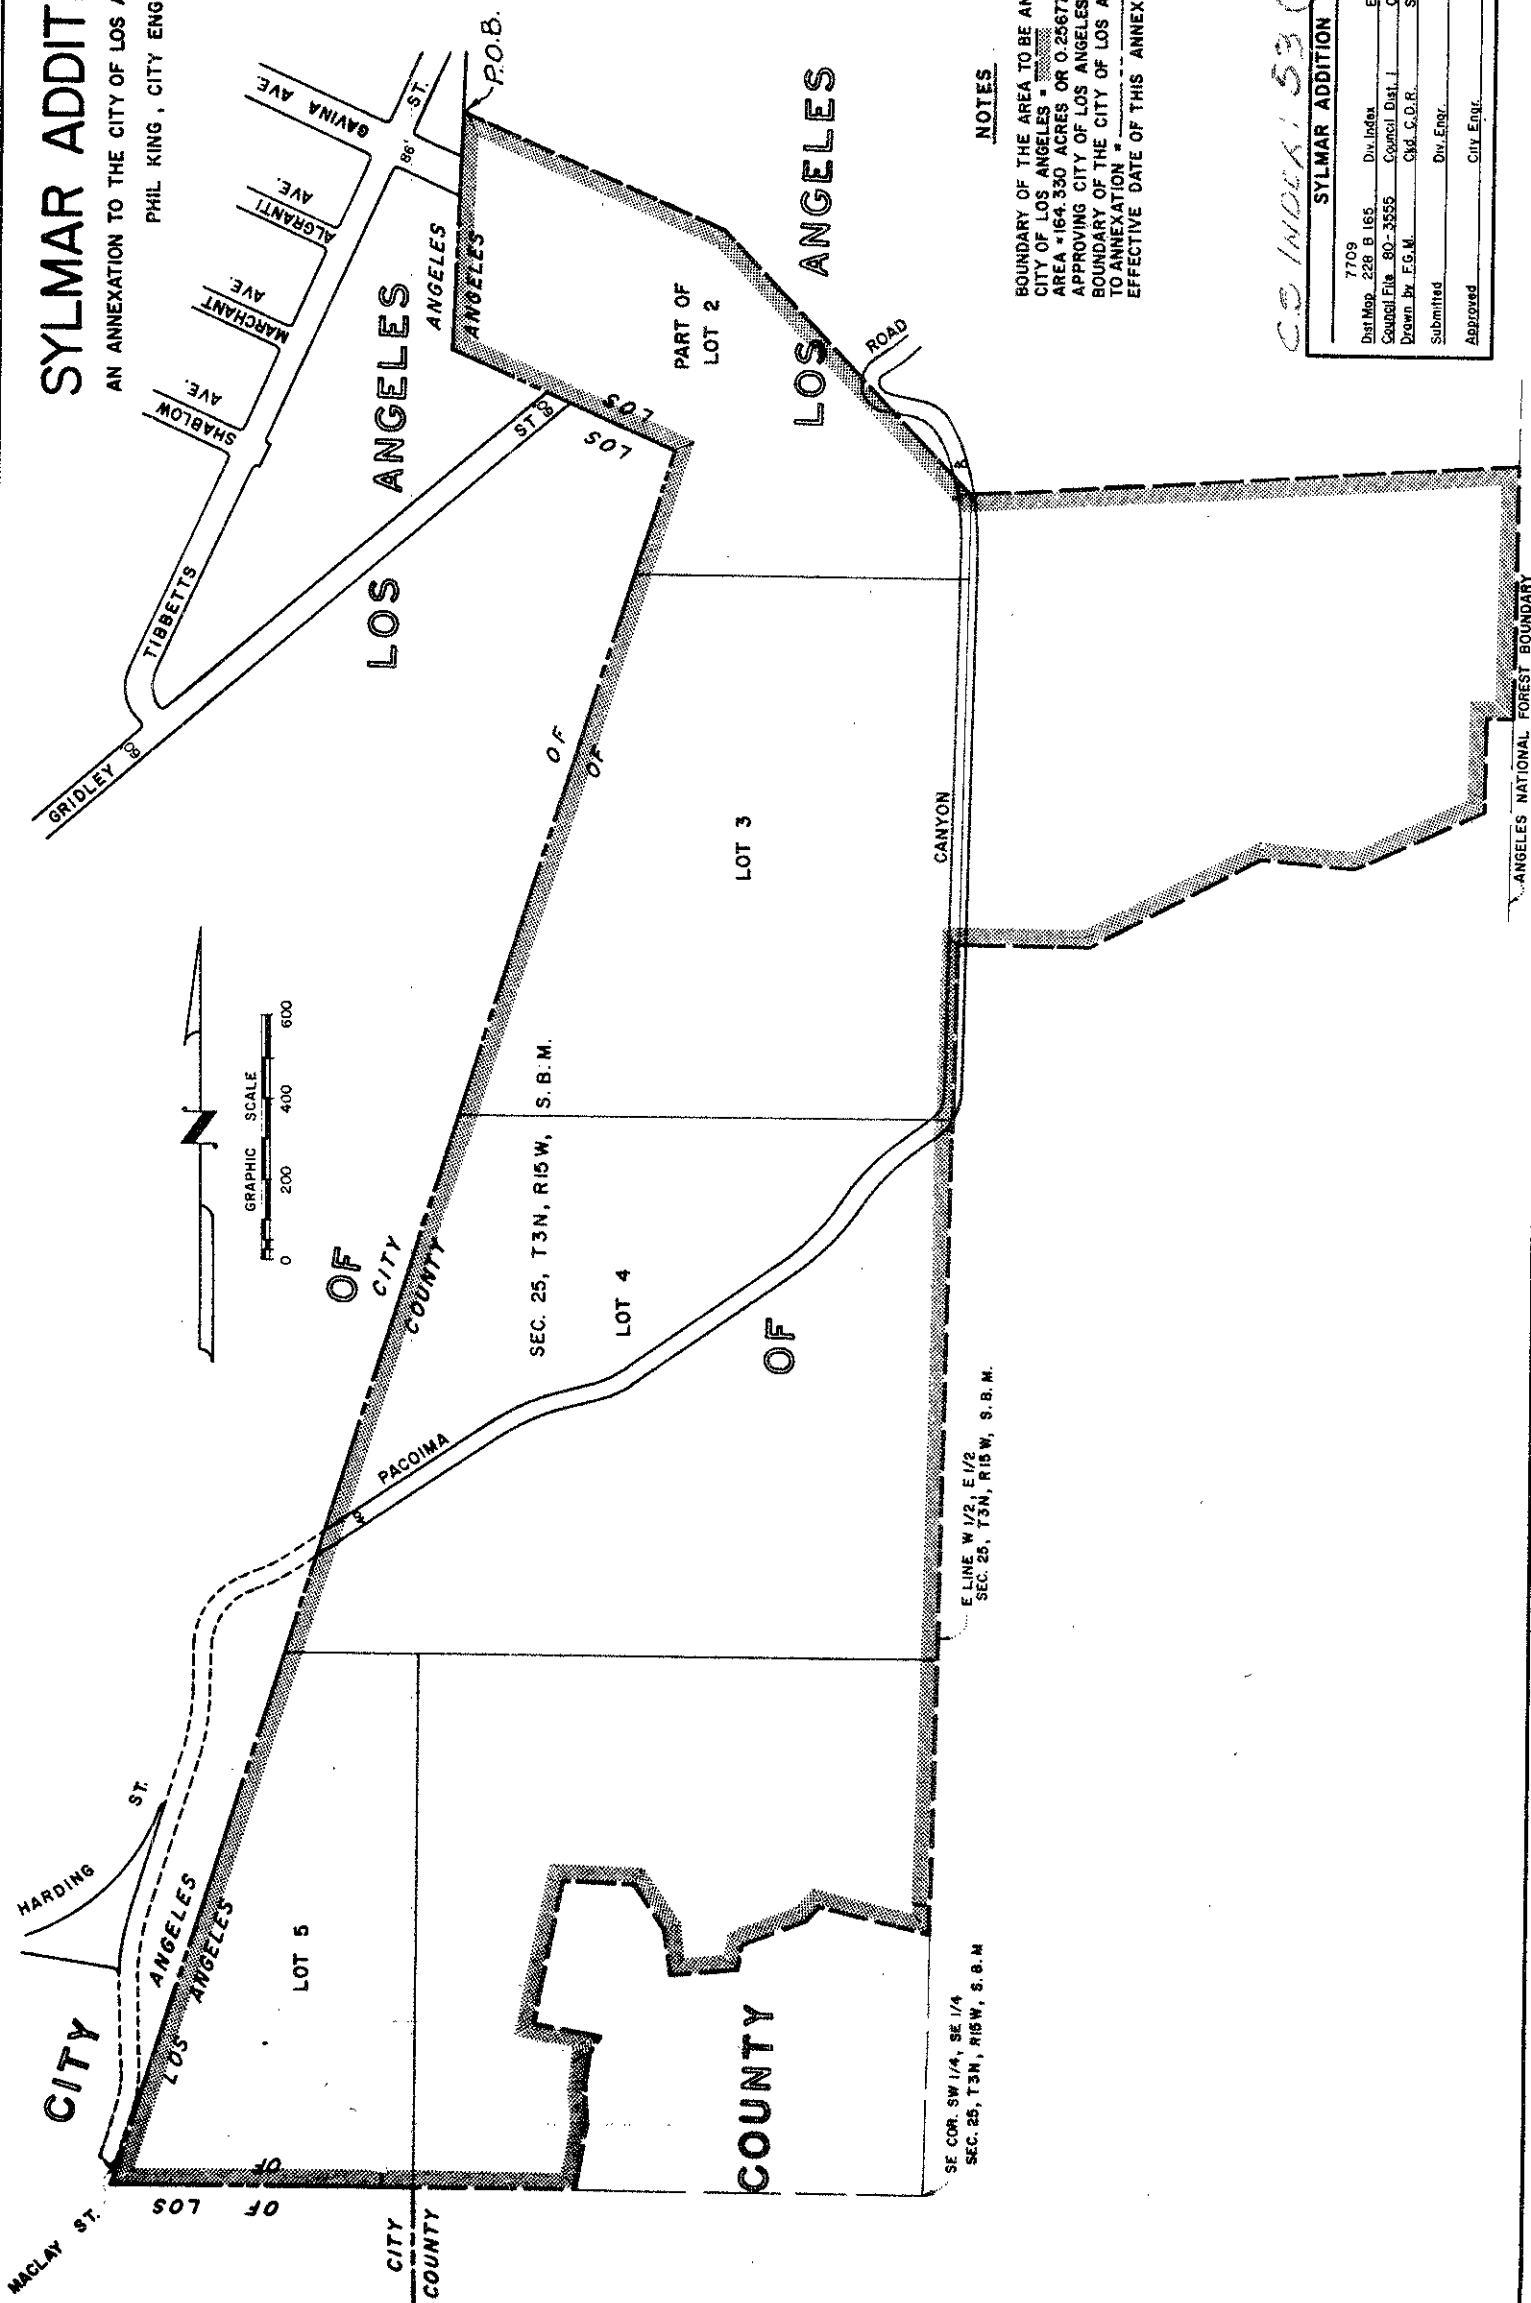 SYLMAR ADDIT
AN ANNEXATION TO THE CITY OF LOS A
PHIL KING , CITY ENG
GAVINA AVE.
ALGRANTI AVE.
MARCHANT AVE.
SHABLOW AVE.
TIBBETTS
ST.
86'
P.O.B.
GRIDLEY
60'
ST
60'
LOS ANGELES
ANGELES
ANGELES
LOS
LOS
PART OF
LOT 2
LOS ANGELES
ROAD
OF
OF
LOT 3
CANYON
N
GRAPHIC SCALE
0 200 400 600
OF
CITY
COUNTY
SEC. 25, T3N, R15W, S.B.M.
LOT 4
OF
PACOIMA
E LINE W 1/2, E 1/2
SEC. 25, T3N, R15W, S.B.M.
HARDING
ST.
CITY
LOS ANGELES
ANGELES
LOT 5
MACLAY ST.
LOS
OF
OF
CITY
COUNTY
COUNTY
SE COR. SW 1/4, SE 1/4
SEC. 25, T3N, R15W, S.B.M
ANGELES NATIONAL FOREST BOUNDARY
NOTES
BOUNDARY OF THE AREA TO BE AN
CITY OF LOS ANGELES =
AREA = 164.330 ACRES OR 0.25677
APPROVING CITY OF LOS ANGELES
BOUNDARY OF THE CITY OF LOS A
TO ANNEXATION =
EFFECTIVE DATE OF THIS ANNEX
SYLMAR ADDITION
7709
Dist Map 228 B 165 Div. Index E
Council File 80-3555 Council Dist. 1 C
Drawn by F.G.M. Ckd. C.D.R. S
Submitted Div. Engr.
Approved City Engr.